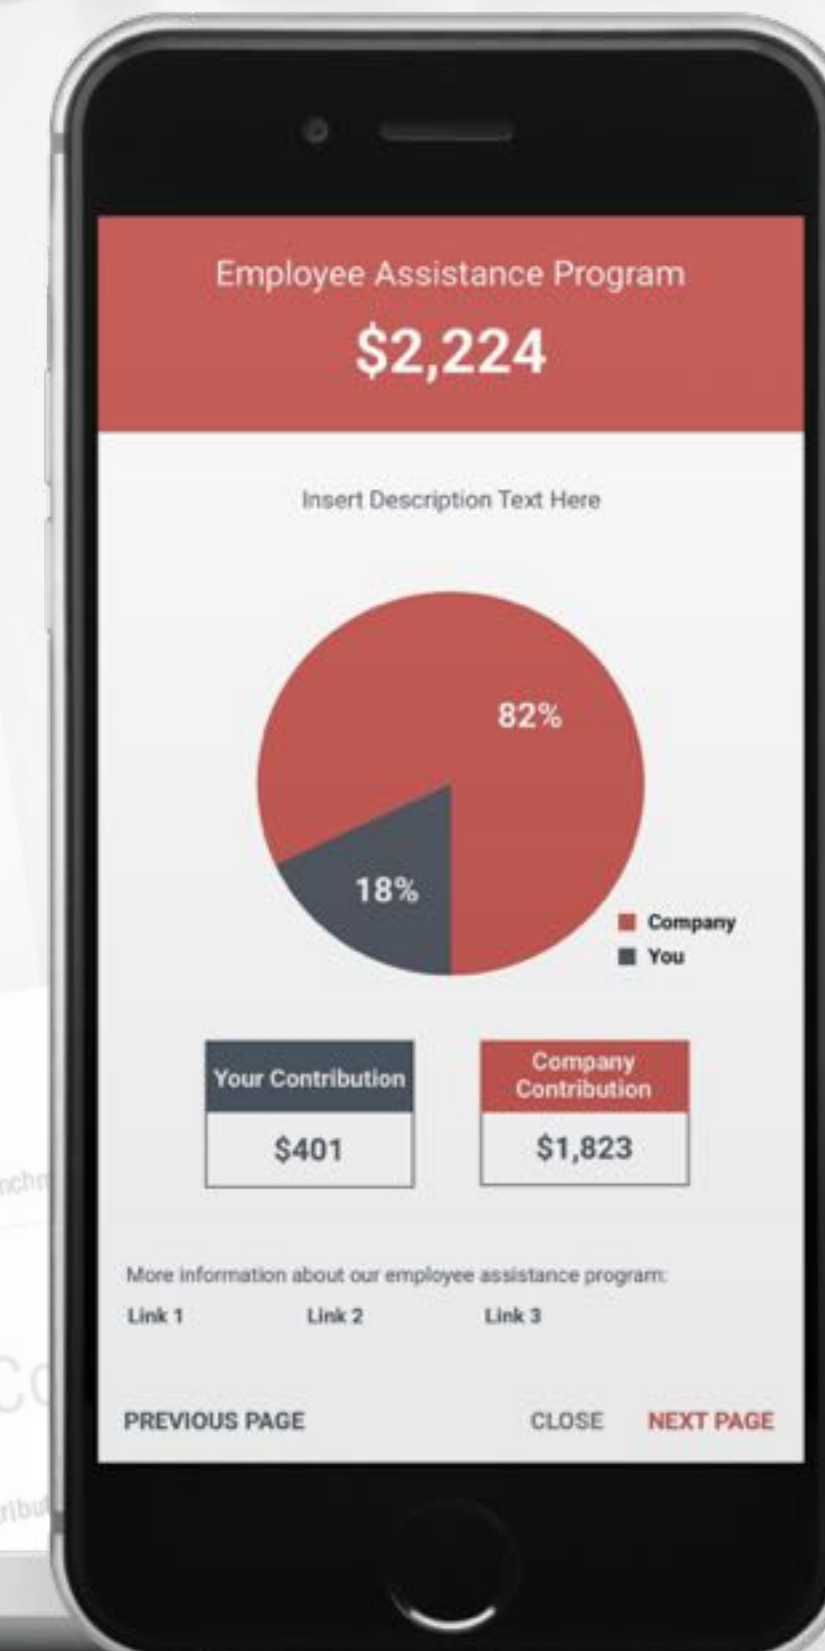 Employee Assistance Program
$2,224
Insert Description Text Here
82%
18%
Company
You
Your Contribution
$401
Company
Contribution
$1,823
More information about our employee assistance program:
Link 1 Link 2 Link 3
PREVIOUS PAGE CLOSE NEXT PAGE